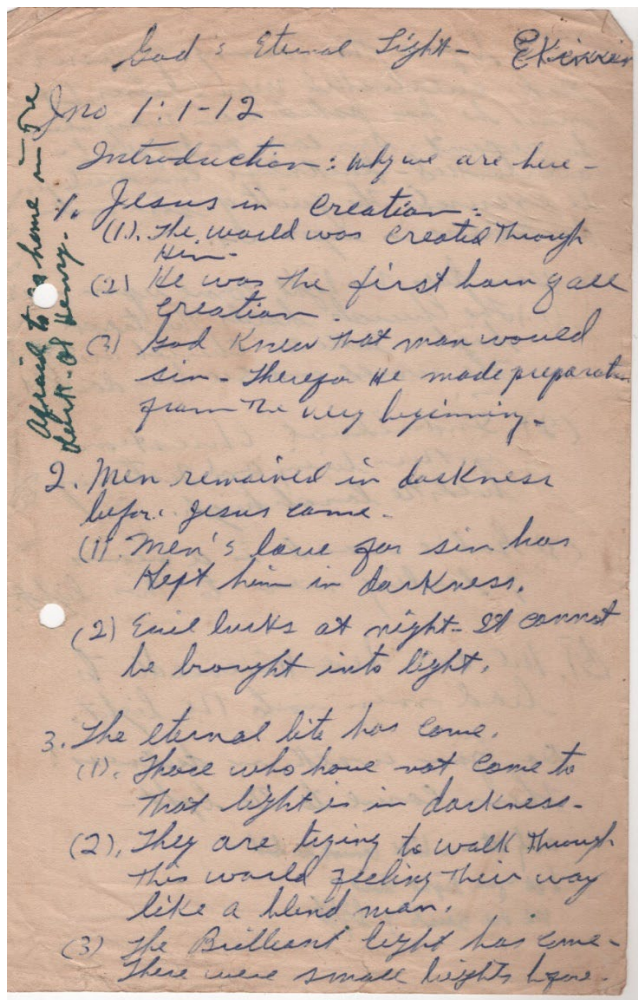 God's Eternal Light -
Jno 1:1-12
Introduction: why we are here -
1. Jesus in Creation:
(1). The world was created Through
Him -
(2) He was The first born of all
Creation.
(3) God Knew That man would
sin - Therefor He made preparation
from The very beginning -
2. Men remained in darkness
before Jesus came -
(1). Men's love for sin has
Kept him in darkness.
(2) Evil lurks at night - It cannot
be brought into light.
3. The eternal lite has come.
(1). Those who have not come to
That light is in darkness -
(2). They are trying to walk Through
This world feeling Their way
like a blind man.
(3) The Brilliant light has come -
There were small lights before -
Afraid to go home in The
dark - O! Henry -